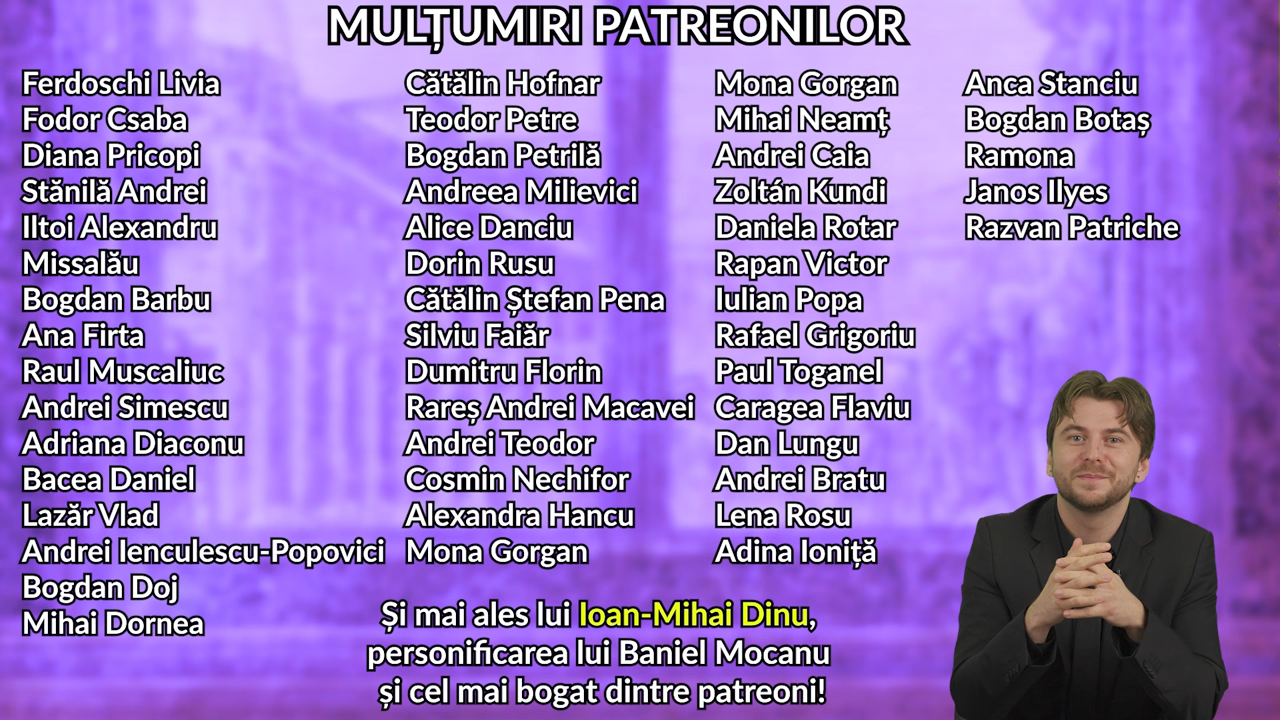 MULȚUMIRI PATREONILOR
Ferdoschi Livia
Fodor Csaba
Diana Pricopi
Stănilă Andrei
Iltoi Alexandru
Missalău
Bogdan Barbu
Ana Firta
Raul Muscaliuc
Andrei Simescu
Adriana Diaconu
Bacea Daniel
Lazăr Vlad
Andrei Ienculescu-Popovici
Bogdan Doj
Mihai Dornea
Cătălin Hofnar
Teodor Petre
Bogdan Petrilă
Andreea Milievici
Alice Danciu
Dorin Rusu
Cătălin Ștefan Pena
Silviu Faiăr
Dumitru Florin
Rareș Andrei Macavei
Andrei Teodor
Cosmin Nechifor
Alexandra Hancu
Mona Gorgan
Mona Gorgan
Mihai Neamț
Andrei Caia
Zoltán Kundi
Daniela Rotar
Rapan Victor
Iulian Popa
Rafael Grigoriu
Paul Toganel
Caragea Flaviu
Dan Lungu
Andrei Bratu
Lena Rosu
Adina Ioniță
Anca Stanciu
Bogdan Botaș
Ramona
Janos Ilyes
Razvan Patriche
Și mai ales lui Ioan-Mihai Dinu,
personificarea lui Baniel Mocanu
și cel mai bogat dintre patreoni!